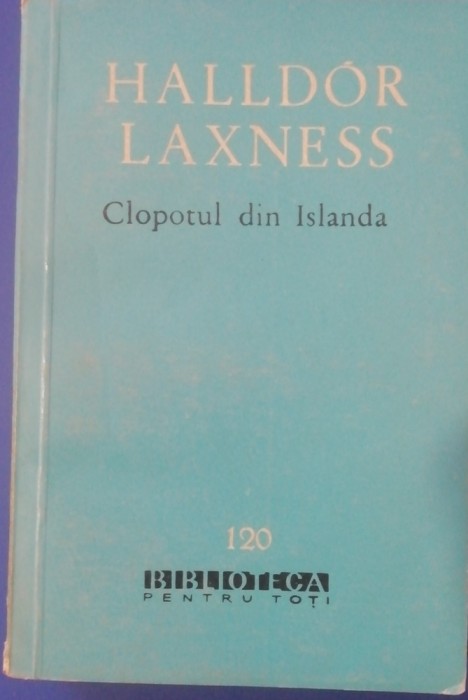 HALLDÓR
LAXNESS
Clopotul din Islanda
120
BIBLIOTECA
PENTRU TOȚI